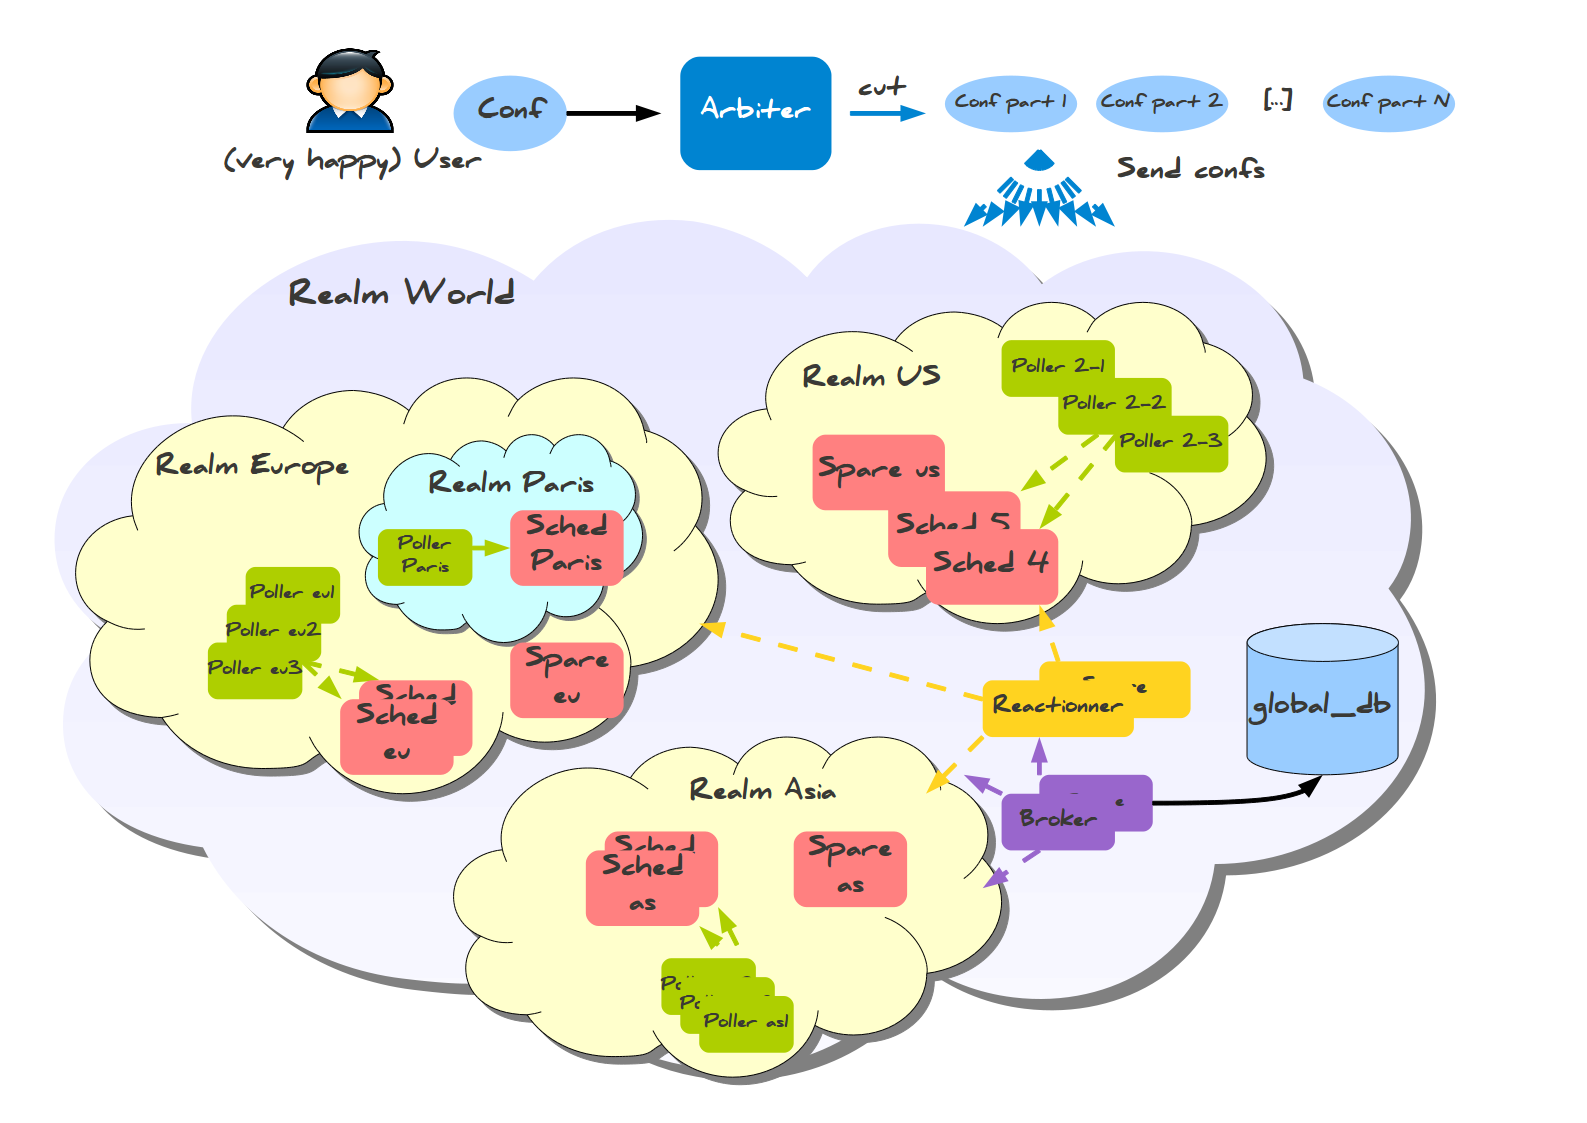 (very happy) User
Conf
Arbiter
cut
Conf part 1
Conf part 2
[...]
Conf part N
Send confs
Realm World
Realm US
Poller 2-1
Poller 2-2
Poller 2-3
Spare us
Sched 5
Sched 4
Realm Europe
Realm Paris
Poller
Paris
Sched
Paris
Poller eu1
Poller eu2
Poller eu3
Sched
Sched
eu
Spare
eu
Reactionner
global_db
Broker
Realm Asia
Sched
Sched
as
Spare
as
Poller as1